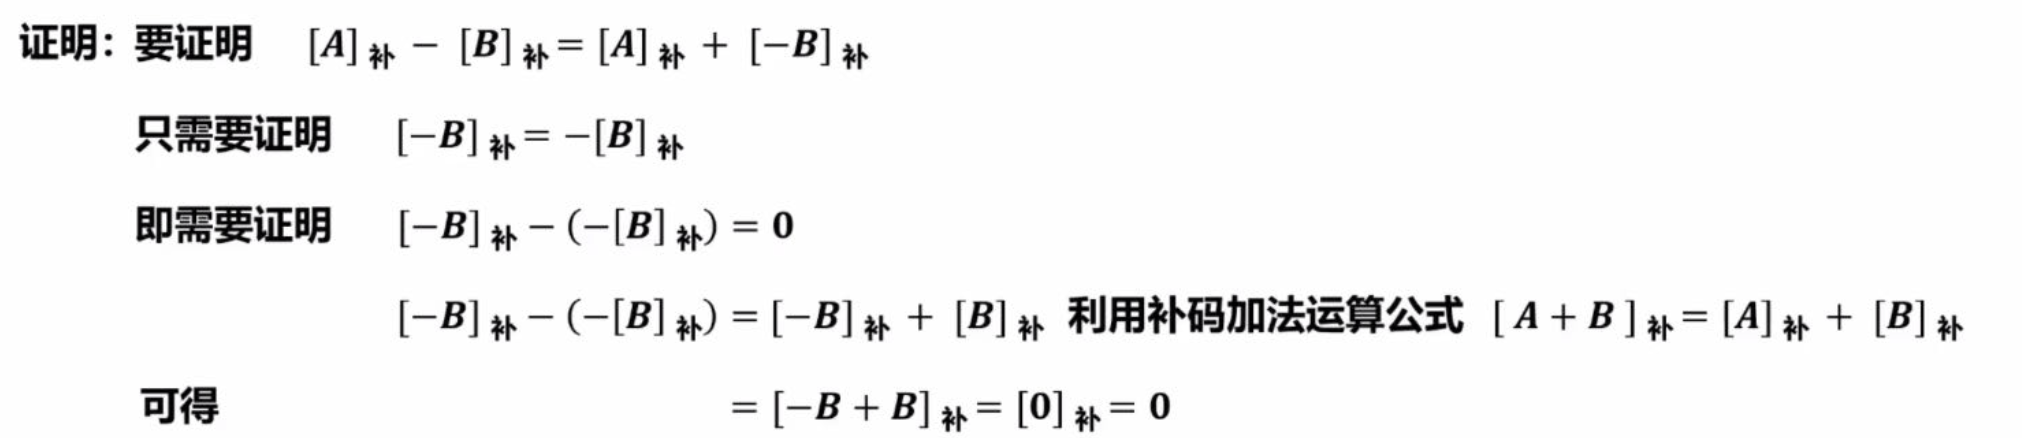 证明：要证明 [A]补 − [B]补 = [A]补 + [−B]补
只需要证明 [−B]补 = −[B]补
即需要证明 [−B]补 − (−[B]补) = 0
[−B]补 − (−[B]补) = [−B]补 + [B]补 利用补码加法运算公式 [ A + B ]补 = [A]补 + [B]补
可得 = [−B + B]补 = [0]补 = 0